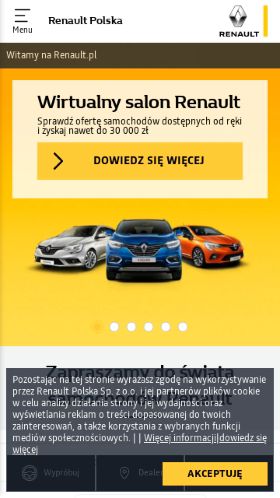 Menu
Renault Polska
RENAULT
Witamy na Renault.pl
Wirtualny salon Renault
Sprawdź ofertę samochodów dostępnych od ręki
i zyskaj nawet do 30 000 zł
DOWIEDZ SIĘ WIĘCEJ
Zapraszamy do świata
Renault
Pozostając na tej stronie wyrażasz zgodę na wykorzystywanie
przez Renault Polska Sp. z o.o. i jej partnerów plików cookie
w celu analizy działania strony i jej wydajności oraz
wyświetlania reklam o treści dopasowanej do twoich
zainteresowań, a także korzystania z wybranych funkcji
mediów społecznościowych. | | Więcej informacji|dowiedz się
więcej
Wypróbuj
Dealer
AKCEPTUJĘ